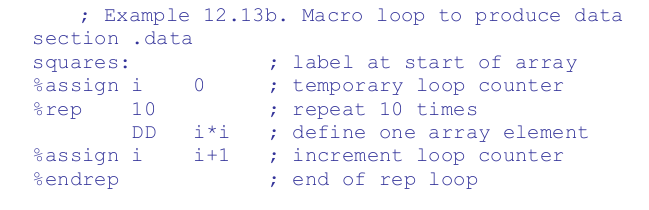 ; Example 12.13b. Macro loop to produce data
section .data
squares: ; label at start of array
%assign i 0 ; temporary loop counter
%rep 10 ; repeat 10 times
DD i*i ; define one array element
%assign i i+1 ; increment loop counter
%endrep ; end of rep loop